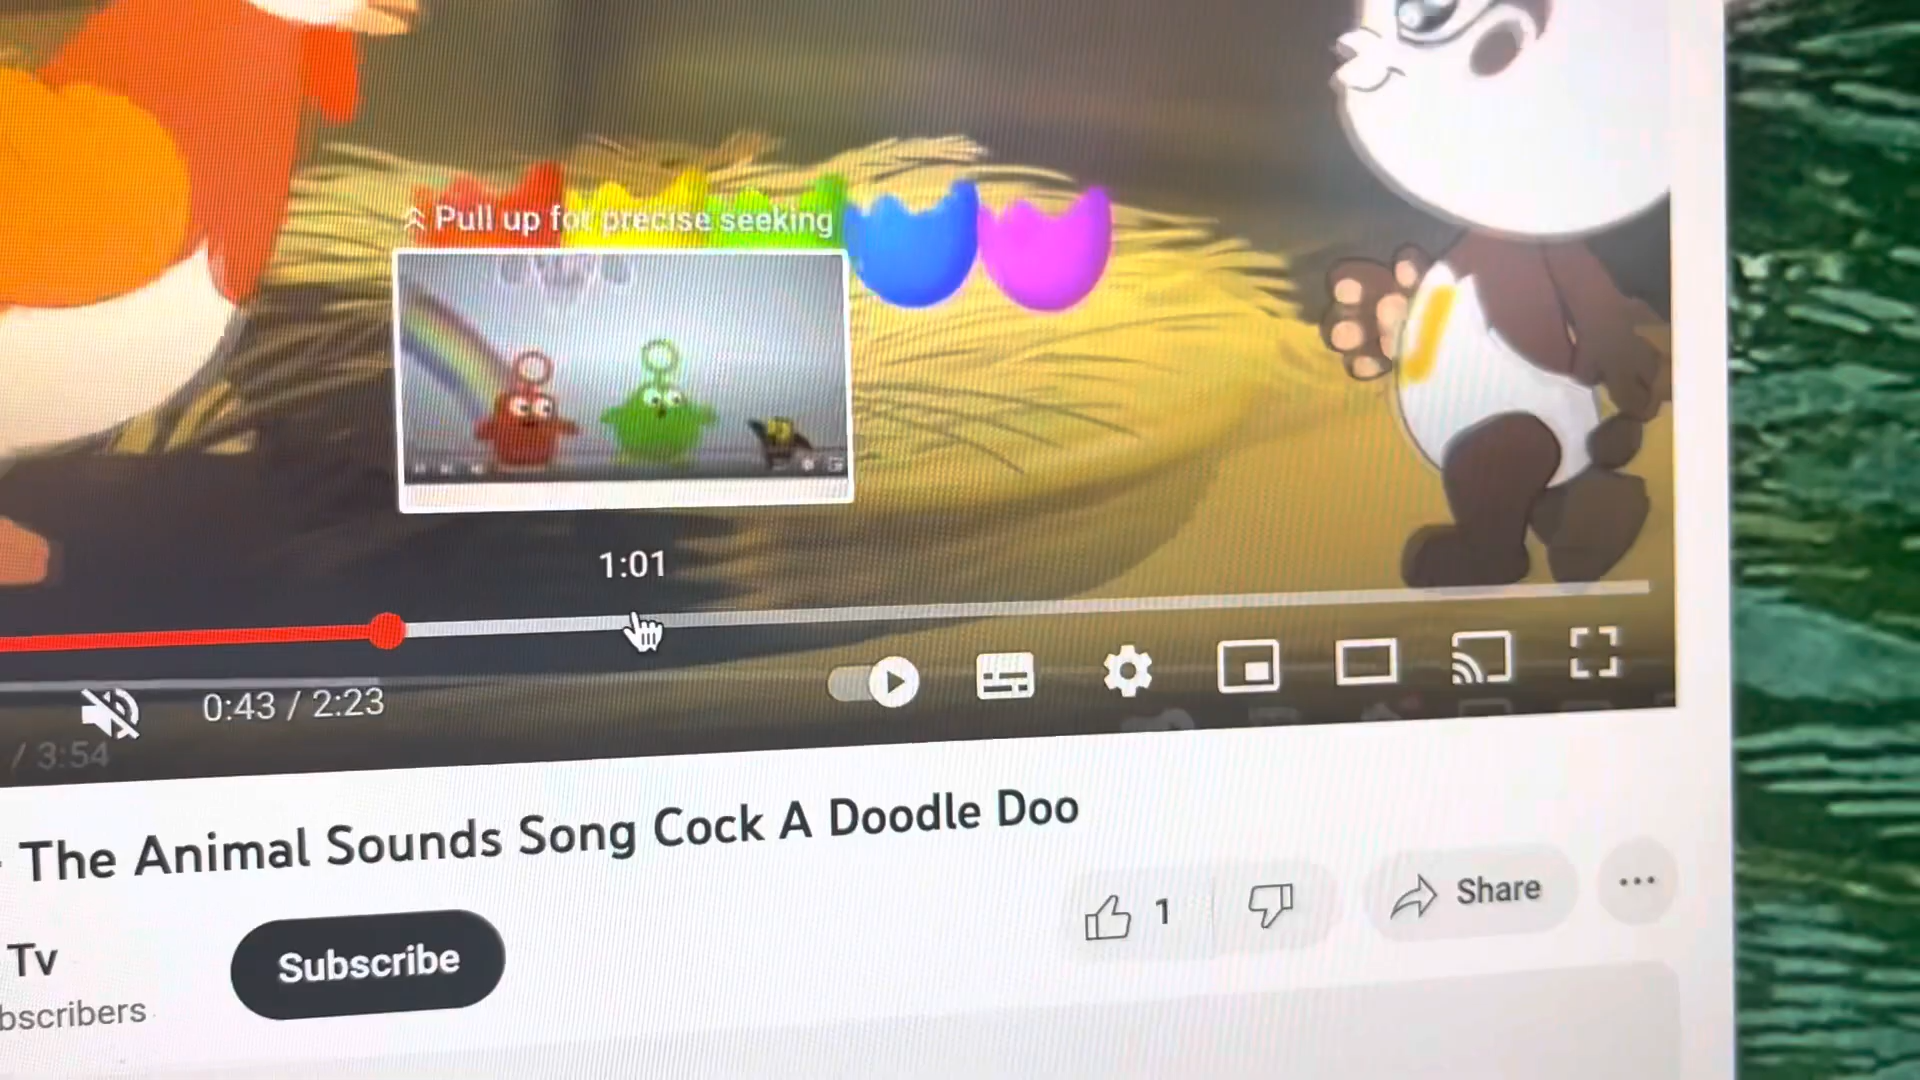 Pull up for precise seeking
1:01
0:43 / 2:23
/ 3:54
The Animal Sounds Song Cock A Doodle Doo
1
Share
Tv
Subscribe
bscribers